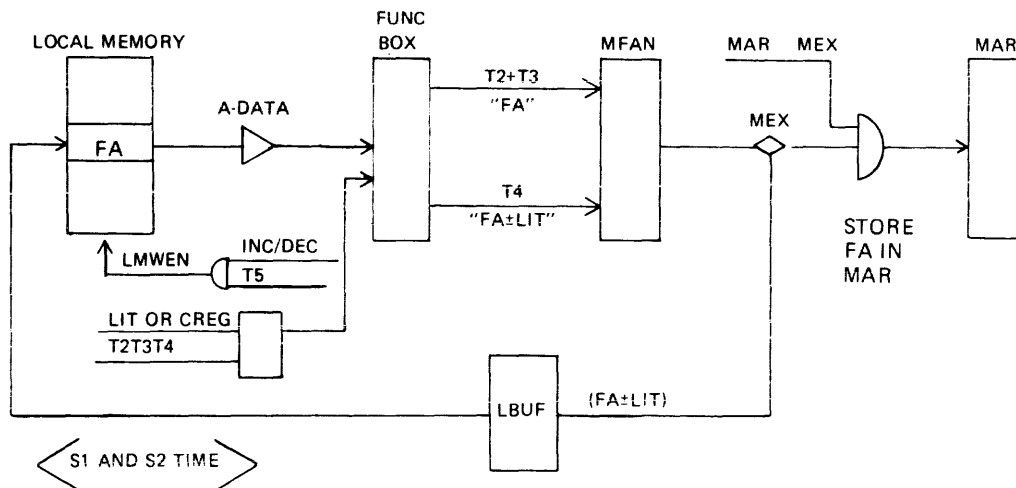 FUNC
BOX
LOCAL MEMORY
MFAN
MAR
MEX
MAR
T2+T3
"FA"
A-DATA
MEX
FA
T4
"FA±LIT"
STORE
FA IN
MAR
INC/DEC
LMWEN
T5
LIT OR CREG
T2T3T4
LBUF
(FA±LIT)
S1 AND S2 TIME